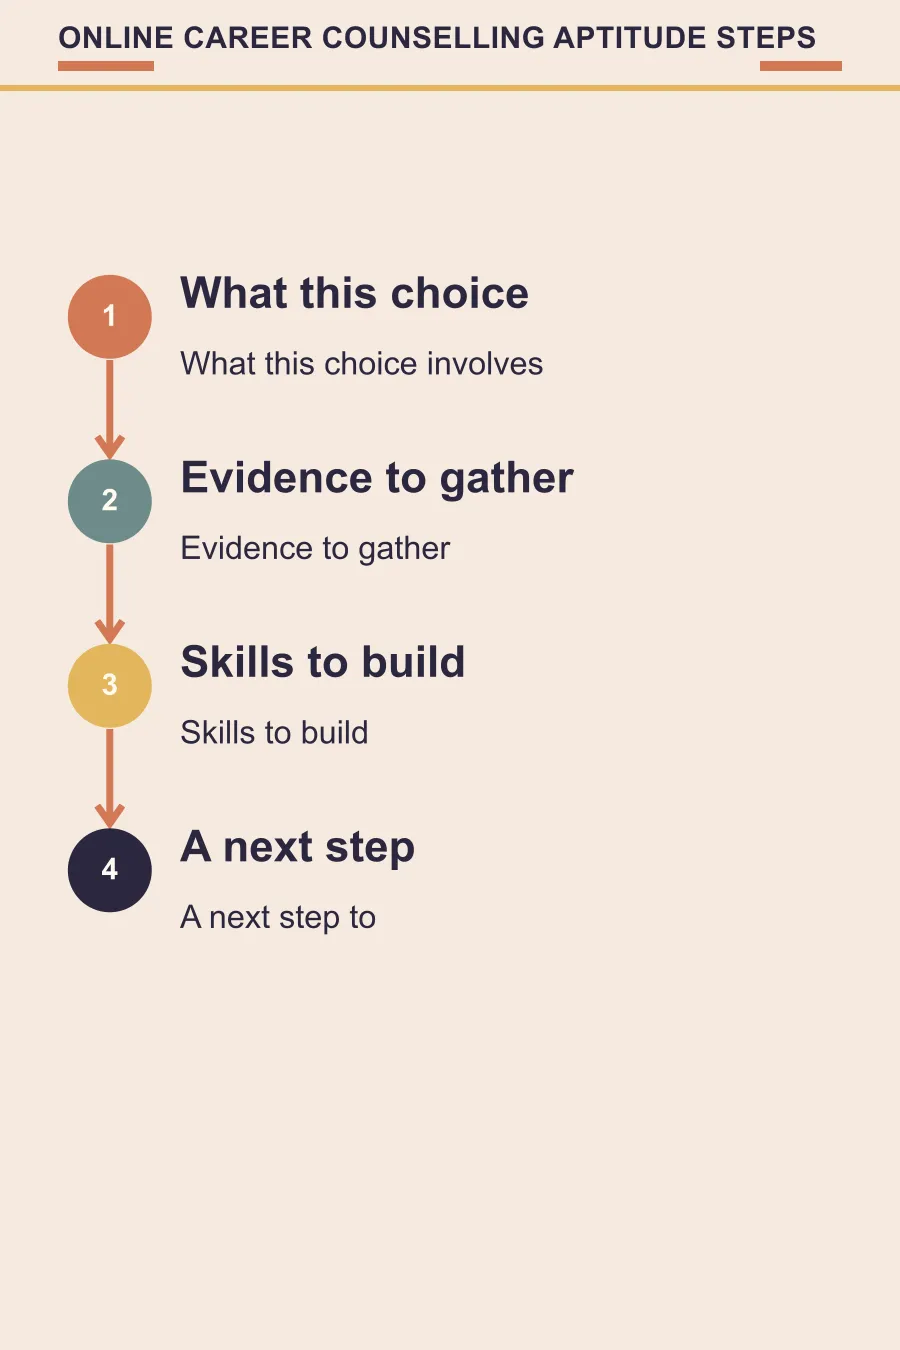 ONLINE CAREER COUNSELLING APTITUDE STEPS
1
What this choice
What this choice involves
2
Evidence to gather
Evidence to gather
3
Skills to build
Skills to build
4
A next step
A next step to